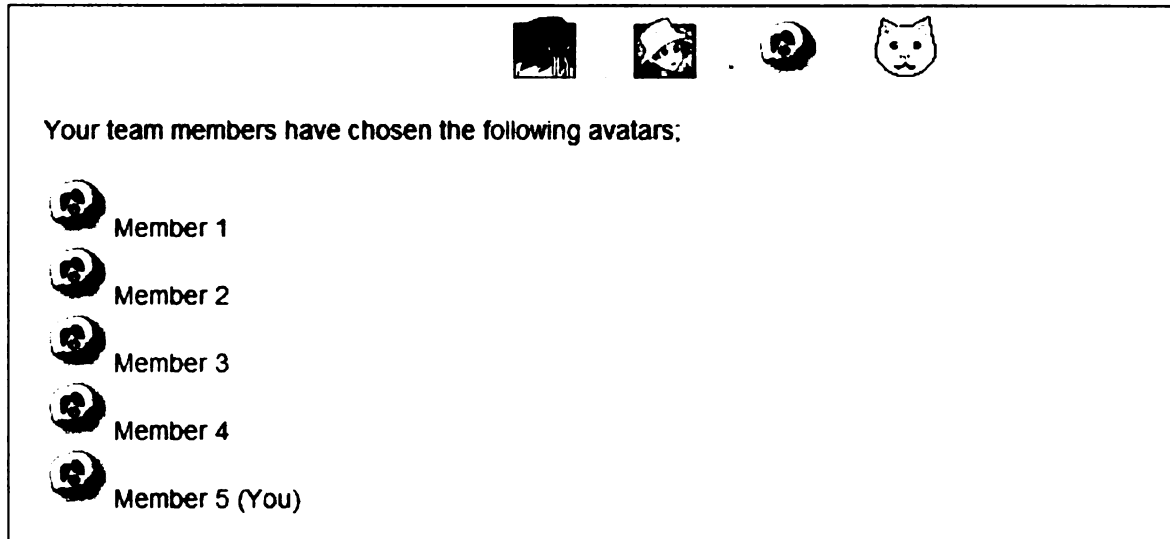 Your team members have chosen the following avatars;
Member 1
Member 2
Member 3
Member 4
Member 5 (You)